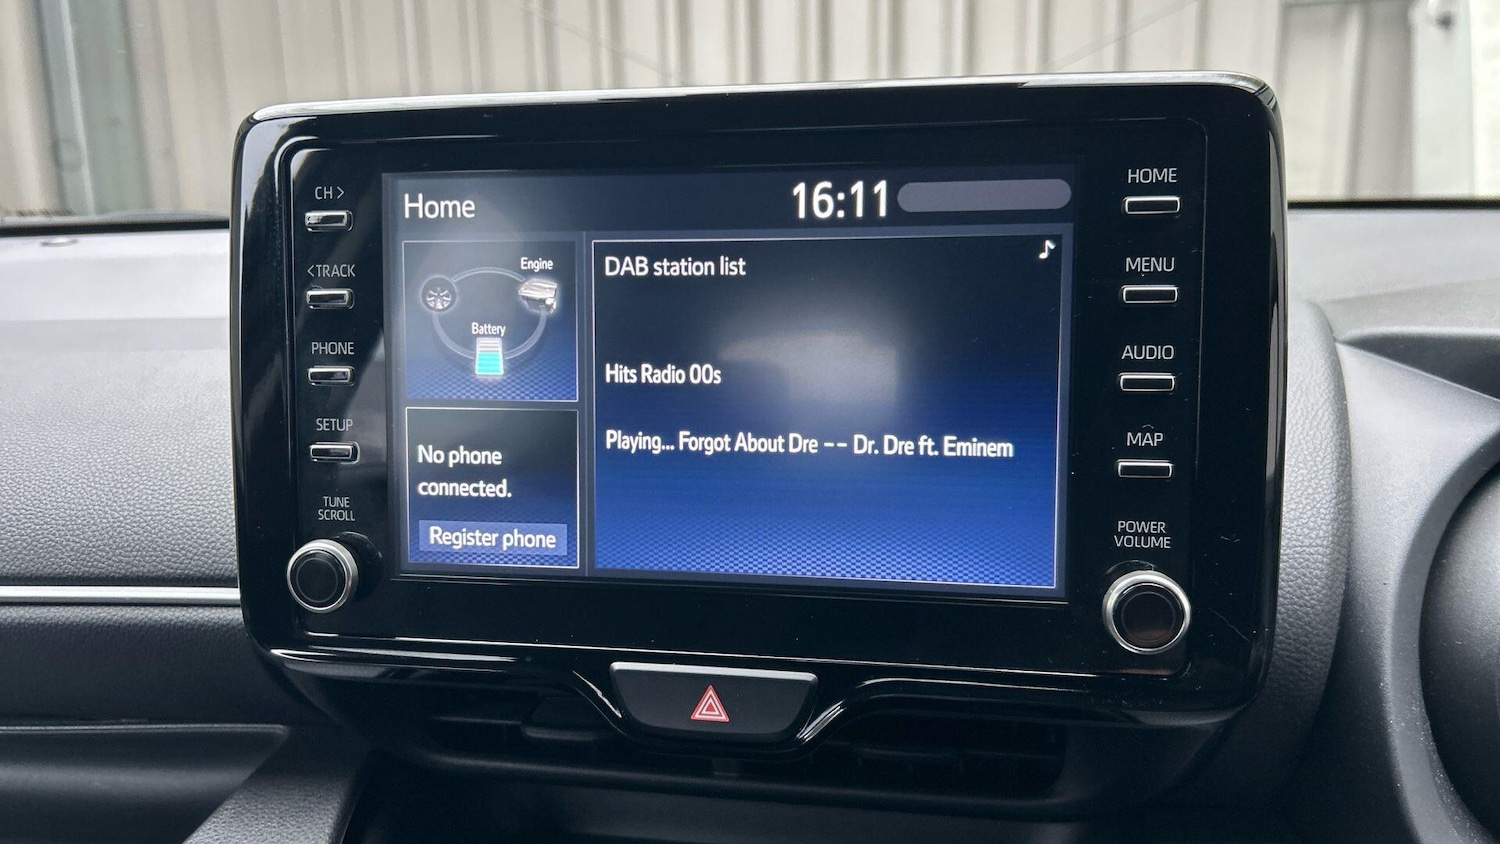 CH >
<TRACK
PHONE
SETUP
TUNE
SCROLL
Home
16:11
Engine
Battery
No phone
connected.
Register phone
DAB station list
Hits Radio 00s
Playing... Forgot About Dre -- Dr. Dre ft. Eminem
HOME
MENU
AUDIO
MAP
POWER
VOLUME